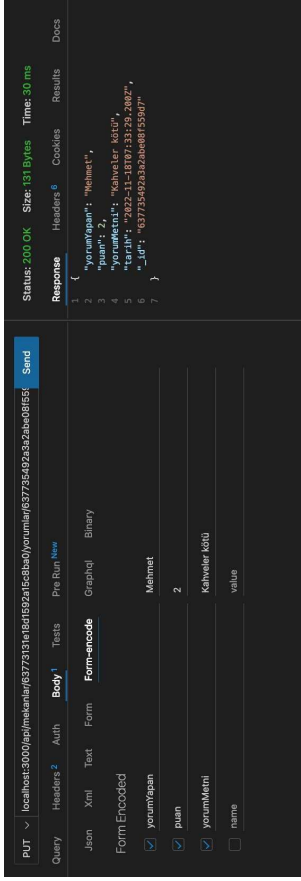 PUT localhost:3000/api/mekanlar/63773131e18d1592a15c8ba0/yorumlar/637735492a3a2abe08f559 Send
Query Headers 2 Auth Body 1 Tests Pre Run New
Json Xml Text Form Form-encode Graphql Binary
Form Encoded
yorumYapan Mehmet
puan 2
yorumMetni Kahveler kötü
name value
Status: 200 OK Size: 131 Bytes Time: 30 ms
Response Headers 6 Cookies Results Docs
1 {
2 "yorumYapan": "Mehmet",
3 "puan": 2,
4 "yorumMetni": "Kahveler kötü",
5 "tarih": "2022-11-18T07:33:29.200Z",
6 "_id": "637735492a3a2abe08f559d7"
7 }